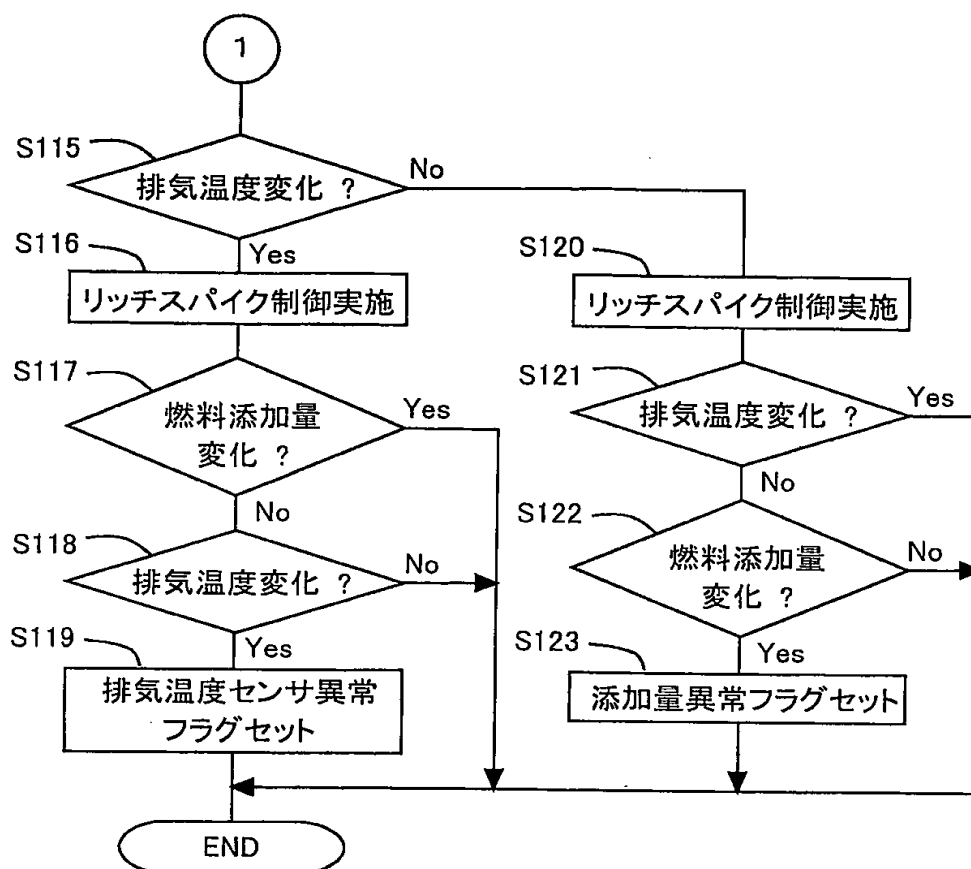 1
S115
排気温度変化 ?
No
Yes
S116
リッチスパイク制御実施
S117
燃料添加量
変化 ?
Yes
No
S118
排気温度変化 ?
No
Yes
S119
排気温度センサ異常
フラグセット
S120
リッチスパイク制御実施
S121
排気温度変化 ?
Yes
No
S122
燃料添加量
変化 ?
No
Yes
S123
添加量異常フラグセット
END